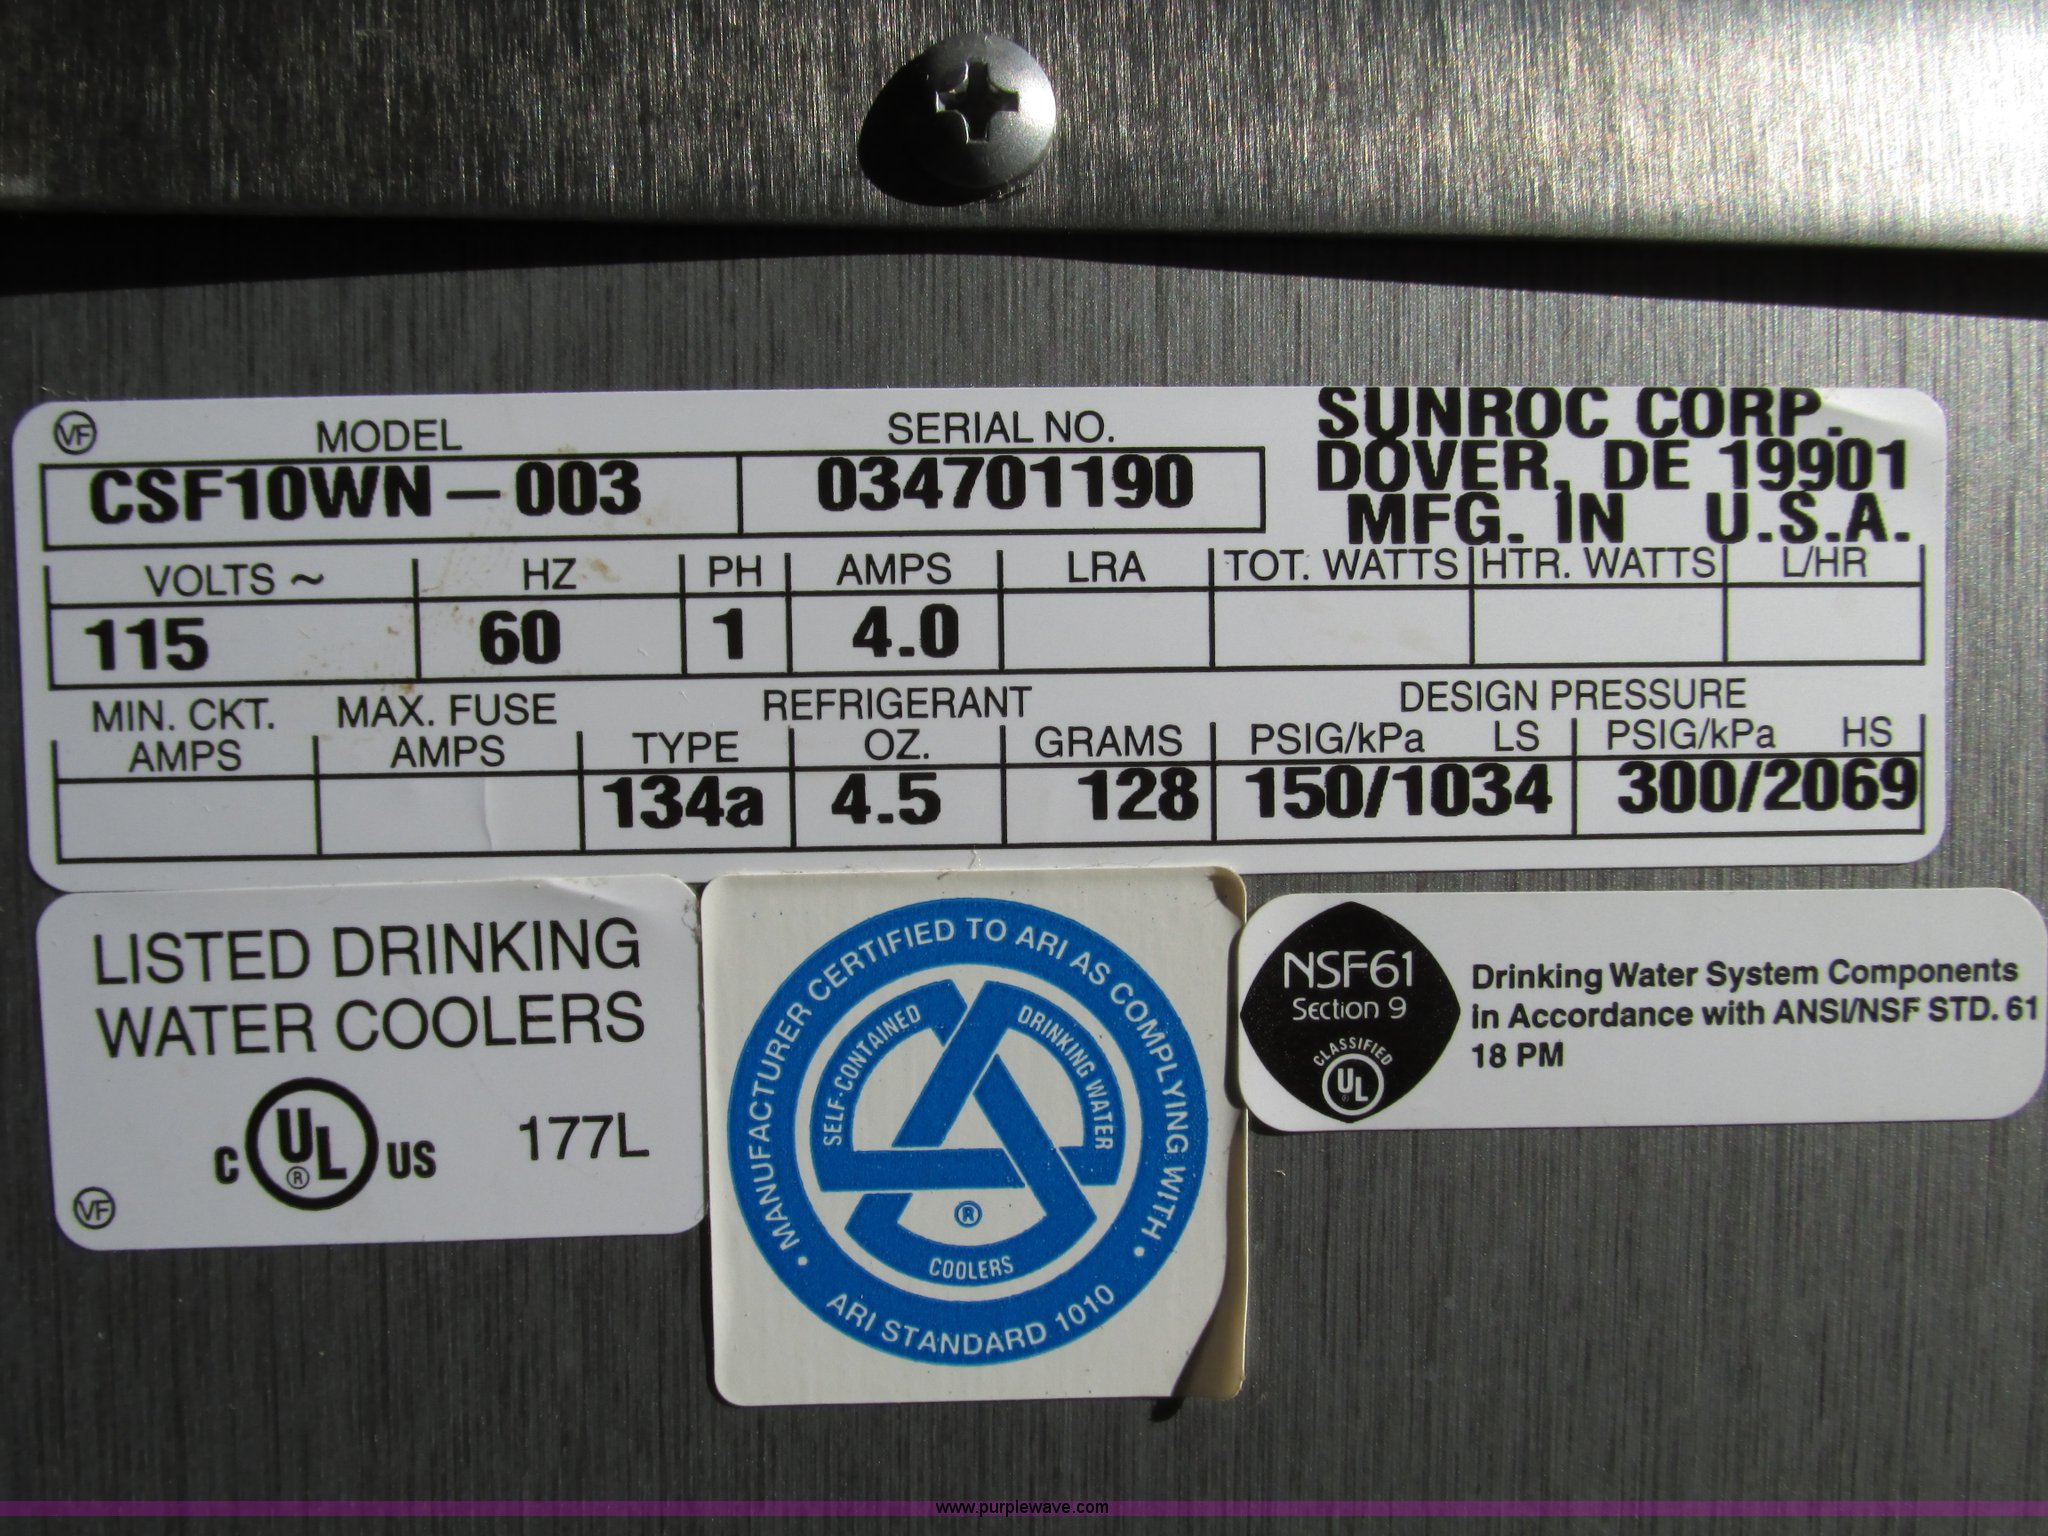 VF
MODEL SERIAL NO.
SUNROC CORP.
DOVER, DE 19901
MFG. IN U.S.A.
CSF10WN-003 034701190
VOLTS ~ HZ PH AMPS LRA TOT. WATTS HTR. WATTS L/HR
115 60 1 4.0
MIN. CKT. AMPS MAX. FUSE AMPS REFRIGERANT DESIGN PRESSURE
TYPE OZ. GRAMS PSIG/kPa LS PSIG/kPa HS
134a 4.5 128 150/1034 300/2069
LISTED DRINKING
WATER COOLERS
C UL ® US 177L
VF
• MANUFACTURER CERTIFIED TO ARI AS COMPLYING WITH •
ARI STANDARD 1010
SELF-CONTAINED
DRINKING WATER
COOLERS
®
NSF61
Section 9
CLASSIFIED
UL ®
Drinking Water System Components
in Accordance with ANSI/NSF STD. 61
18 PM
www.purplewave.com